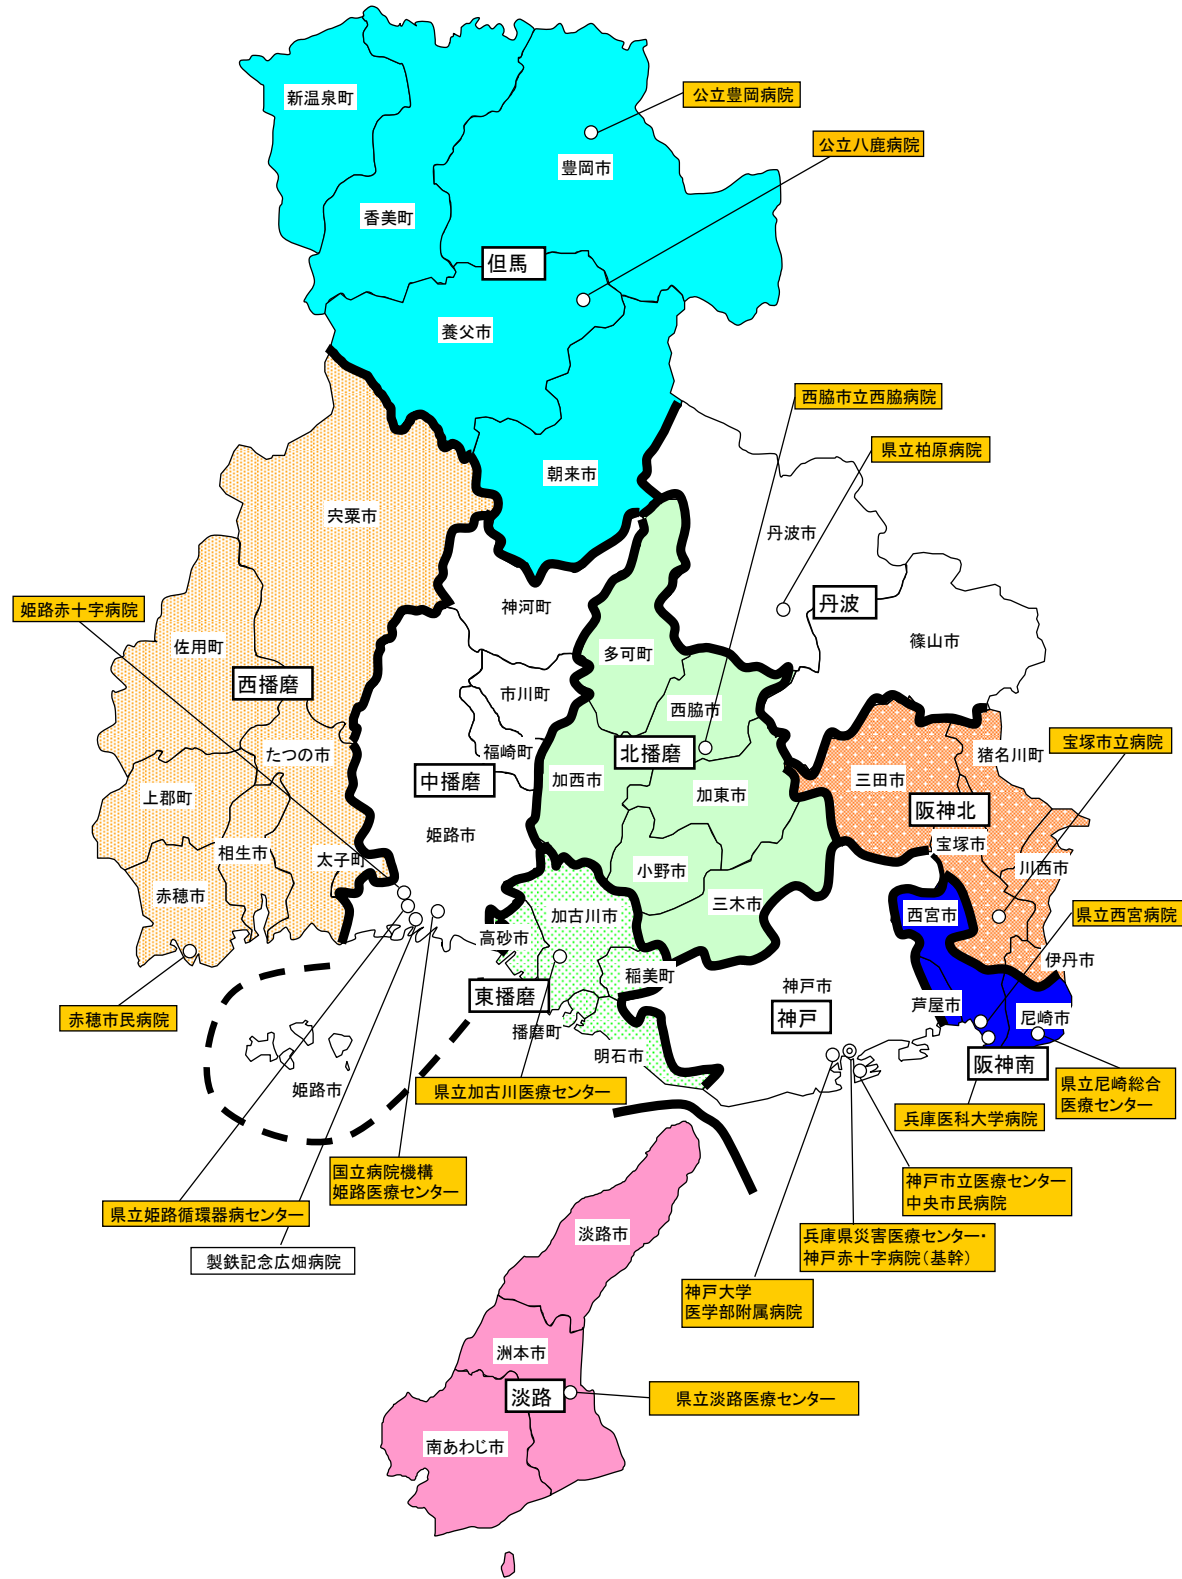 新温泉町
公立豊岡病院
公立八鹿病院
豊岡市
香美町
但馬
養父市
西脇市立西脇病院
県立柏原病院
朝来市
宍粟市
丹波市
丹波
神河町
姫路赤十字病院
佐用町
篠山市
多可町
西播磨
市川町
西脇市
福崎町
北播磨
たつの市
猪名川町
宝塚市立病院
中播磨
加西市
加東市
三田市
上郡町
阪神北
姫路市
宝塚市
相生市
太子町
小野市
川西市
赤穂市
三木市
加古川市
西宮市
県立西宮病院
高砂市
伊丹市
稲美町
神戸市
東播磨
芦屋市
赤穂市民病院
神戸
尼崎市
播磨町
明石市
阪神南
姫路市
県立加古川医療センター
県立尼崎総合
医療センター
兵庫医科大学病院
国立病院機構
姫路医療センター
神戸市立医療センター
中央市民病院
県立姫路循環器病センター
淡路市
兵庫県災害医療センター・
神戸赤十字病院（基幹）
製鉄記念広畑病院
神戸大学
医学部附属病院
洲本市
淡路
県立淡路医療センター
南あわじ市